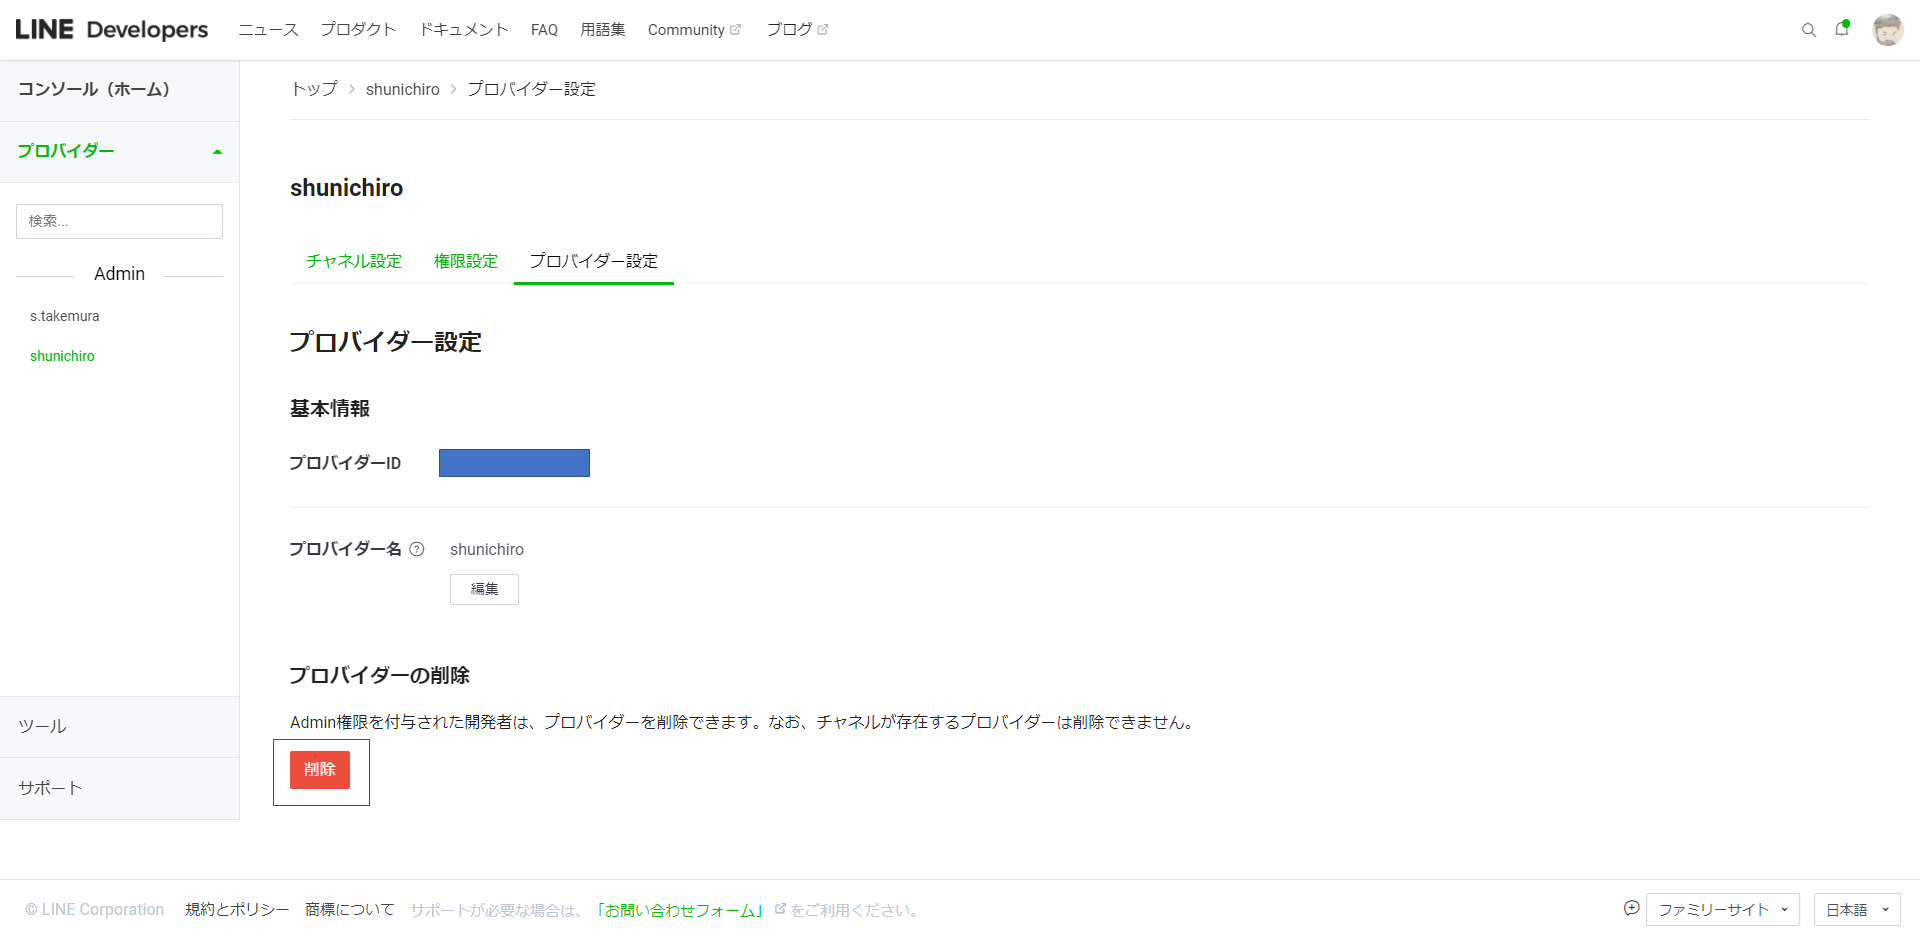 LINE Developers ニュース プロダクト ドキュメント FAQ 用語集 Community ブログ
コンソール（ホーム）
プロバイダー
検索...
Admin
s.takemura
shunichiro
ツール
サポート
トップ > shunichiro > プロバイダー設定
shunichiro
チャネル設定 権限設定 プロバイダー設定
プロバイダー設定
基本情報
プロバイダーID
プロバイダー名 ? shunichiro
編集
プロバイダーの削除
Admin権限を付与された開発者は、プロバイダーを削除できます。なお、チャネルが存在するプロバイダーは削除できません。
削除
© LINE Corporation 規約とポリシー 商標について サポートが必要な場合は、「お問い合わせフォーム」をご利用ください。 ファミリーサイト 日本語